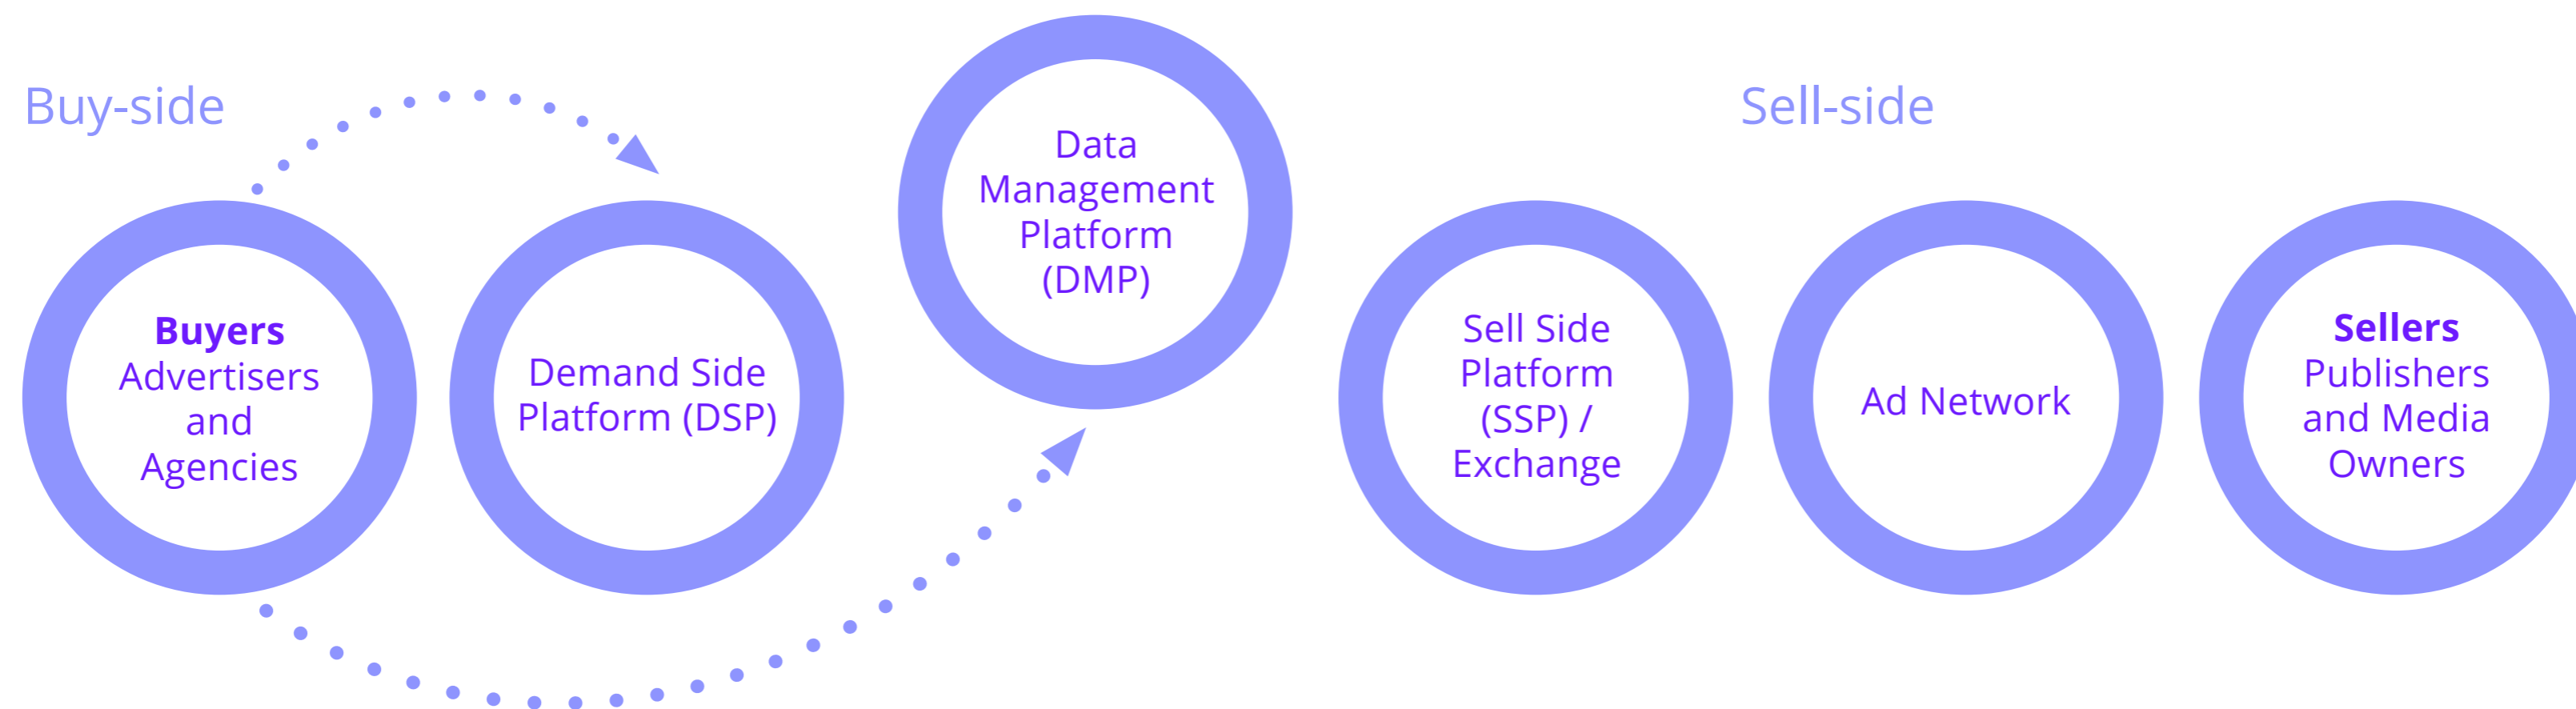 Buy-side
Sell-side
Buyers
Advertisers
and
Agencies
Demand Side
Platform (DSP)
Data
Management
Platform
(DMP)
Sell Side
Platform
(SSP) /
Exchange
Ad Network
Sellers
Publishers
and Media
Owners